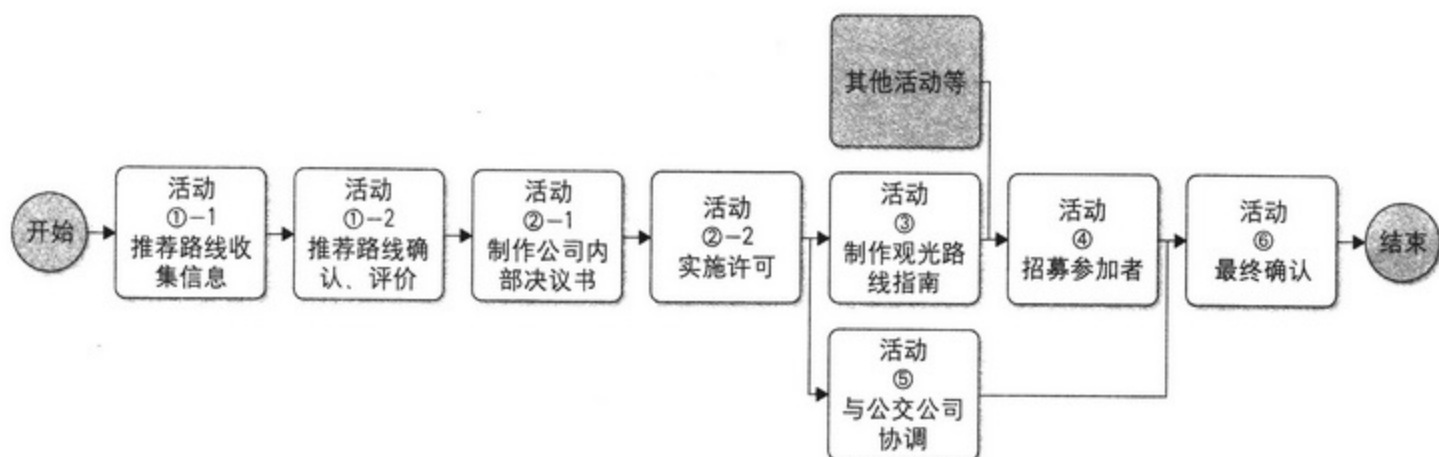 其他活动等
开始
活动
①-1
推荐路线收
集信息
活动
①-2
推荐路线确
认、评价
活动
②-1
制作公司内
部决议书
活动
②-2
实施许可
活动
③
制作观光路
线指南
活动
④
招募参加者
活动
⑥
最终确认
结束
活动
⑤
与公交公司
协调